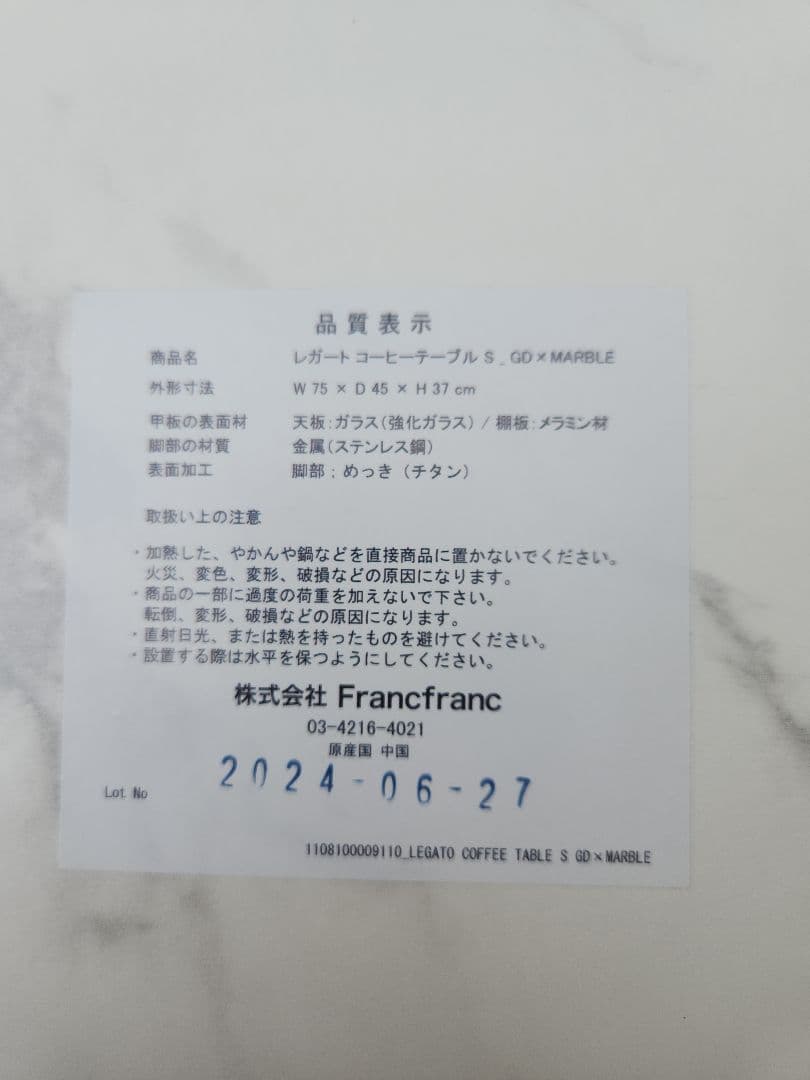 品質表示
商品名 レガート コーヒーテーブル S _ GD×MARBLE
外形寸法 W 75 × D 45 × H 37 cm
甲板の表面材 天板:ガラス(強化ガラス) / 棚板:メラミン材
脚部の材質 金属(ステンレス鋼)
表面加工 脚部:めっき(チタン)
取扱い上の注意
・加熱した、やかんや鍋などを直接商品に置かないでください。
火災、変色、変形、破損などの原因になります。
・商品の一部に過度の荷重を加えないで下さい。
転倒、変形、破損などの原因になります。
・直射日光、または熱を持ったものを避けてください。
・設置する際は水平を保つようにしてください。
株式会社 Francfranc
03-4216-4021
原産国 中国
Lot No 2024-06-27
1108100009110_LEGATO COFFEE TABLE S GD×MARBLE